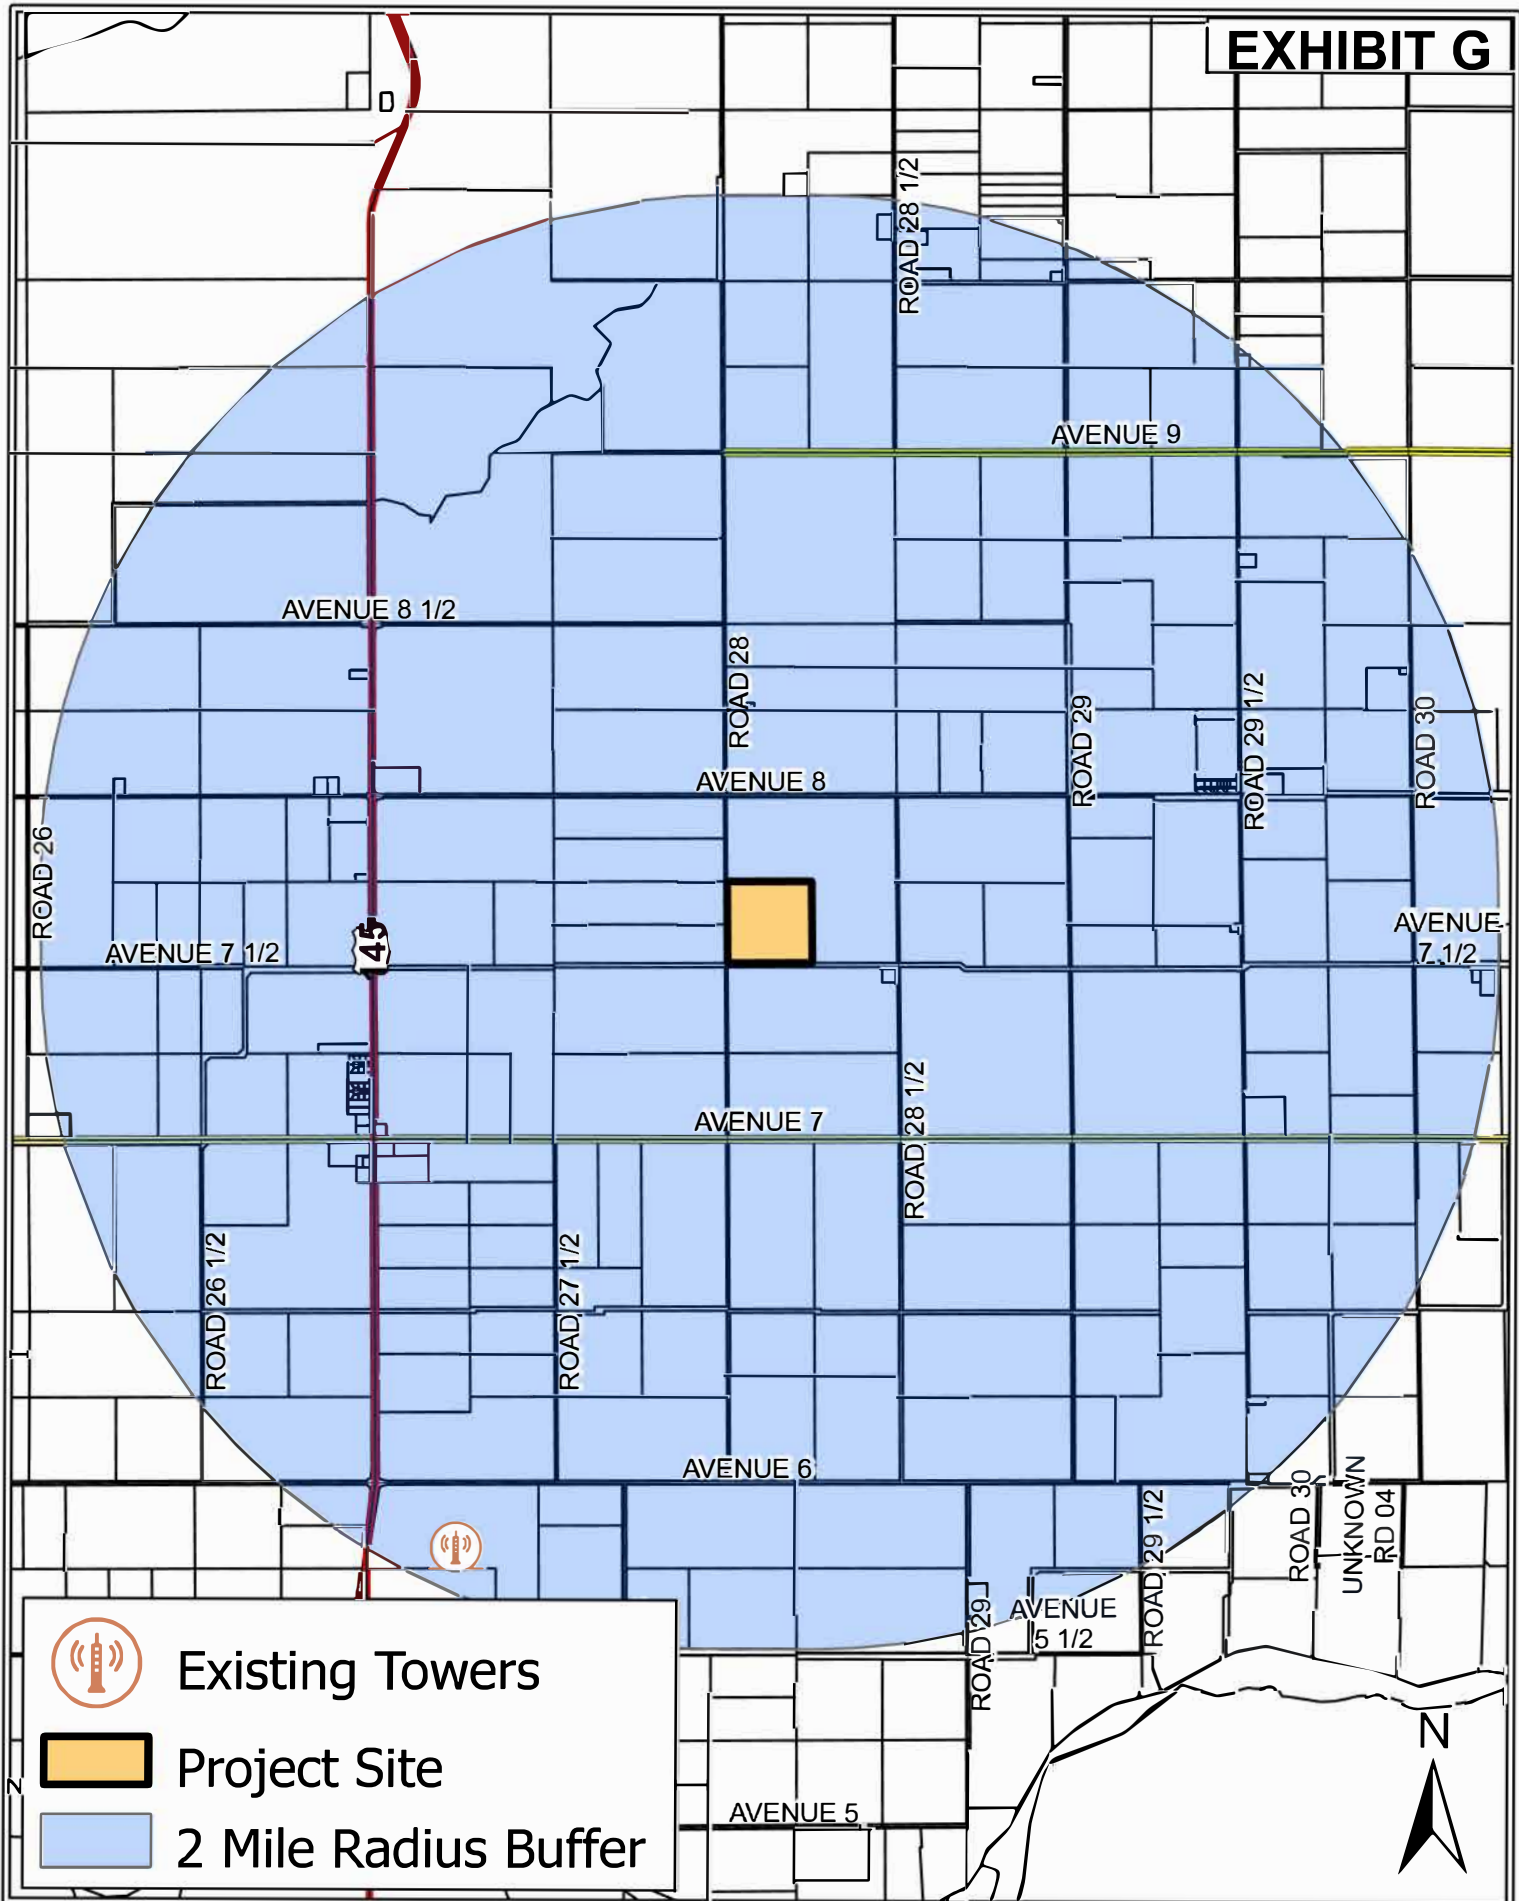 EXHIBIT G
ROAD 28 1/2
AVENUE 9
AVENUE 8 1/2
ROAD 28
ROAD 29
ROAD 29 1/2
ROAD 30
AVENUE 8
ROAD 26
AVENUE 7 1/2
45
AVENUE
7 1/2
AVENUE 7
ROAD 28 1/2
ROAD 26 1/2
ROAD 27 1/2
AVENUE 6
ROAD 29 1/2
ROAD 30
UNKNOWN
RD 04
ROAD 29
AVENUE
5 1/2
Existing Towers
Project Site
2 Mile Radius Buffer
AVENUE 5
N